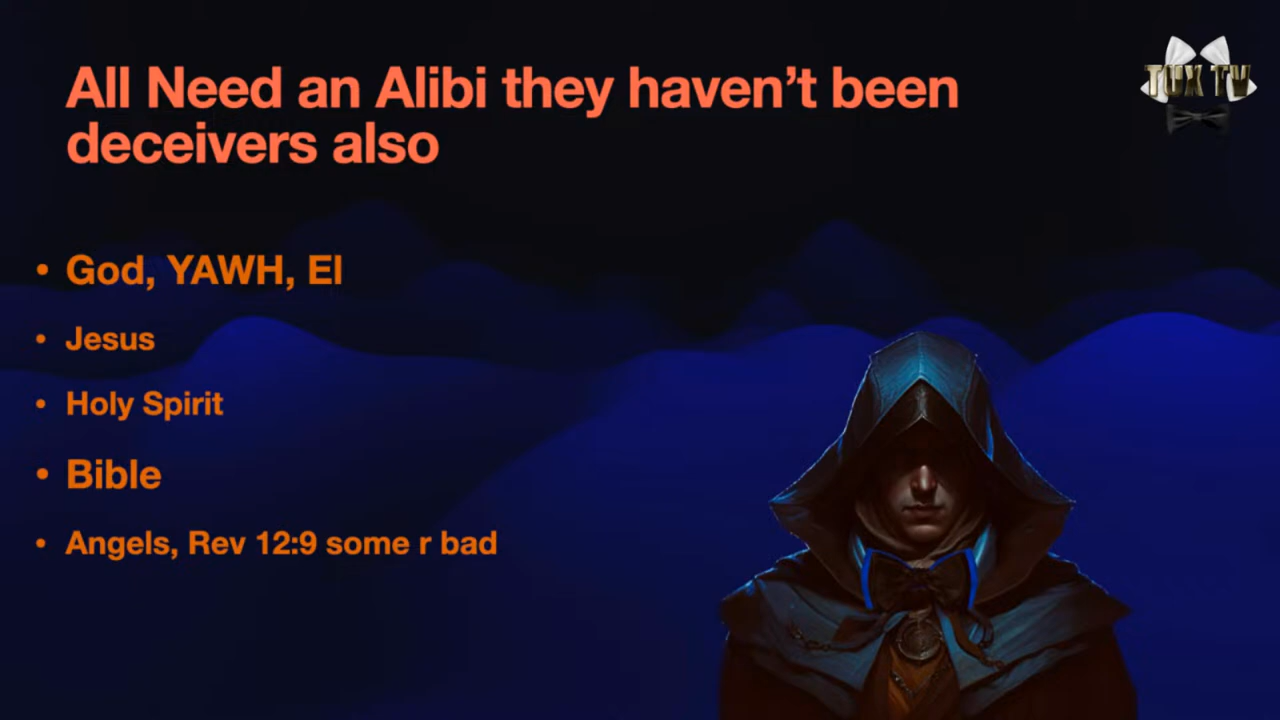 All Need an Alibi they haven’t been
deceivers also
TUX TV
• God, YAWH, El
• Jesus
• Holy Spirit
• Bible
• Angels, Rev 12:9 some r bad